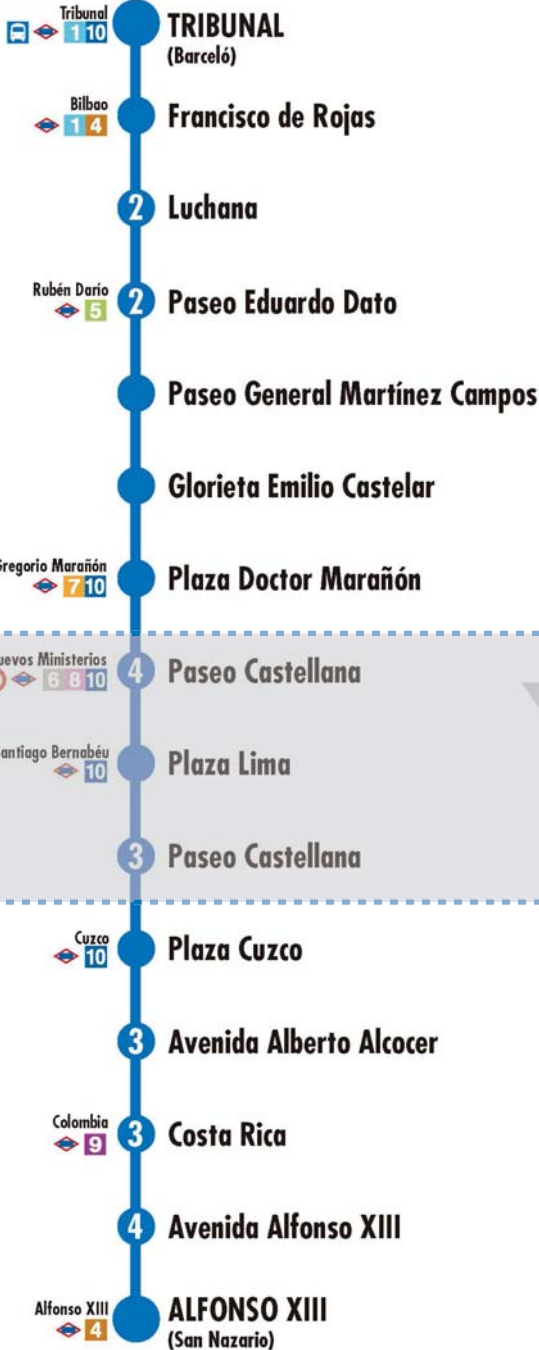 Tribunal
1 10
TRIBUNAL
(Barceló)
Bilbao
1 4
Francisco de Rojas
2
Luchana
Rubén Darío
5
2
Paseo Eduardo Dato
Paseo General Martínez Campos
Glorieta Emilio Castelar
Gregorio Marañón
7 10
Plaza Doctor Marañón
uevos Ministerios
6 8 10
4
Paseo Castellana
antiago Bernabéu
10
Plaza Lima
3
Paseo Castellana
Cuzco
10
Plaza Cuzco
3
Avenida Alberto Alcocer
Colombia
9
3
Costa Rica
4
Avenida Alfonso XIII
Alfonso XIII
4
ALFONSO XIII
(San Nazario)